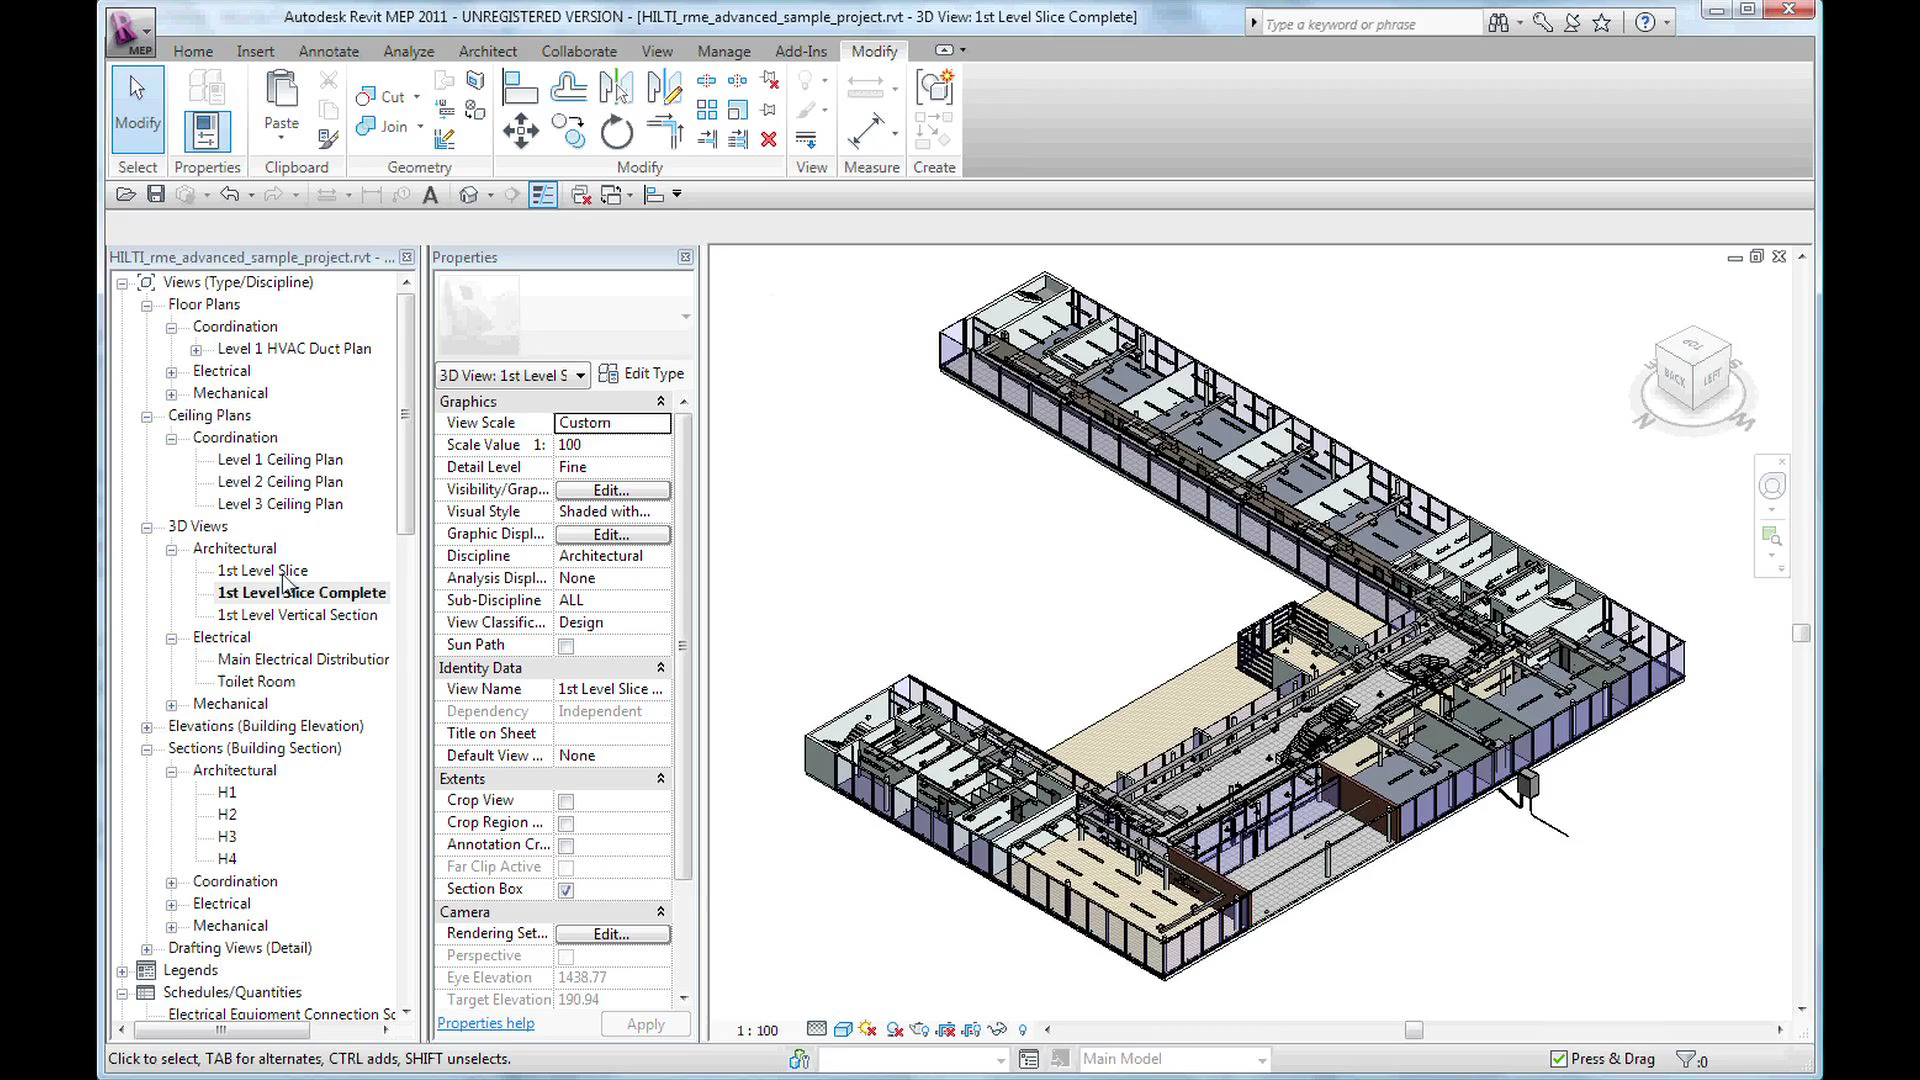 Autodesk Revit MEP 2011 - UNREGISTERED VERSION - [HILTI_rme_advanced_sample_project.rvt - 3D View: 1st Level Slice Complete]
Type a keyword or phrase
MEP
Home Insert Annotate Analyze Architect Collaborate View Manage Add-Ins Modify
Modify
Paste
Cut
Join
Select Properties Clipboard Geometry Modify View Measure Create
HILTI_rme_advanced_sample_project.rvt - ...
Views (Type/Discipline)
Floor Plans
Coordination
Level 1 HVAC Duct Plan
Electrical
Mechanical
Ceiling Plans
Coordination
Level 1 Ceiling Plan
Level 2 Ceiling Plan
Level 3 Ceiling Plan
3D Views
Architectural
1st Level Slice
1st Level Slice Complete
1st Level Vertical Section
Electrical
Main Electrical Distribution
Toilet Room
Mechanical
Elevations (Building Elevation)
Sections (Building Section)
Architectural
H1
H2
H3
H4
Coordination
Electrical
Mechanical
Drafting Views (Detail)
Legends
Schedules/Quantities
Electrical Equipment Connection Sc
Properties
3D View: 1st Level S
Edit Type
Graphics
View Scale Custom
Scale Value 1: 100
Detail Level Fine
Visibility/Grap... Edit...
Visual Style Shaded with...
Graphic Displ... Edit...
Discipline Architectural
Analysis Displ... None
Sub-Discipline ALL
View Classific... Design
Sun Path
Identity Data
View Name 1st Level Slice ...
Dependency Independent
Title on Sheet
Default View ... None
Extents
Crop View
Crop Region ...
Annotation Cr...
Far Clip Active
Section Box
Camera
Rendering Set... Edit...
Perspective
Eye Elevation 1438.77
Target Elevation 190.94
Properties help
Apply
TOP
BACK
LEFT
N
W
S
1 : 100
Click to select, TAB for alternates, CTRL adds, SHIFT unselects.
Main Model
Press & Drag
:0